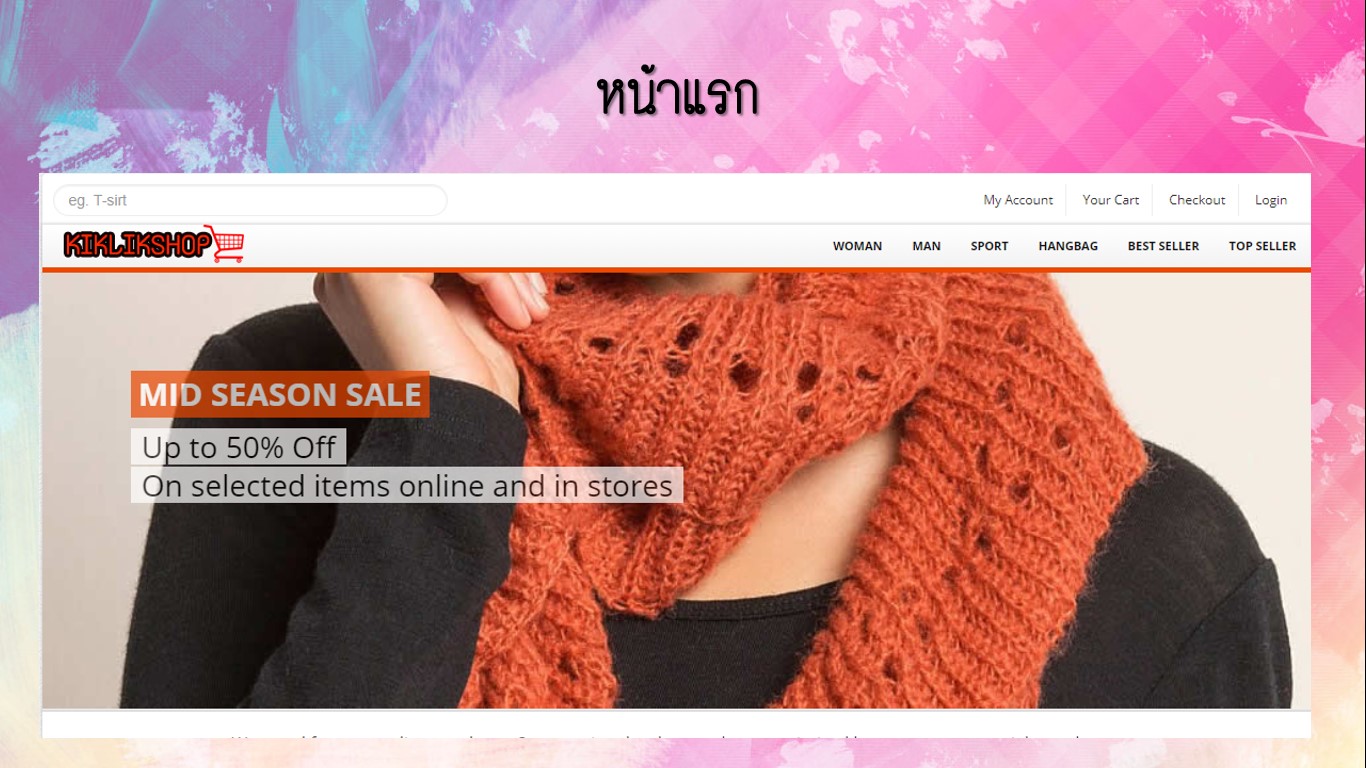 หน้าแรก
eg. T-sirt
My Account
Your Cart
Checkout
Login
KIKLIKSHOP
WOMAN
MAN
SPORT
HANGBAG
BEST SELLER
TOP SELLER
MID SEASON SALE
Up to 50% Off
On selected items online and in stores